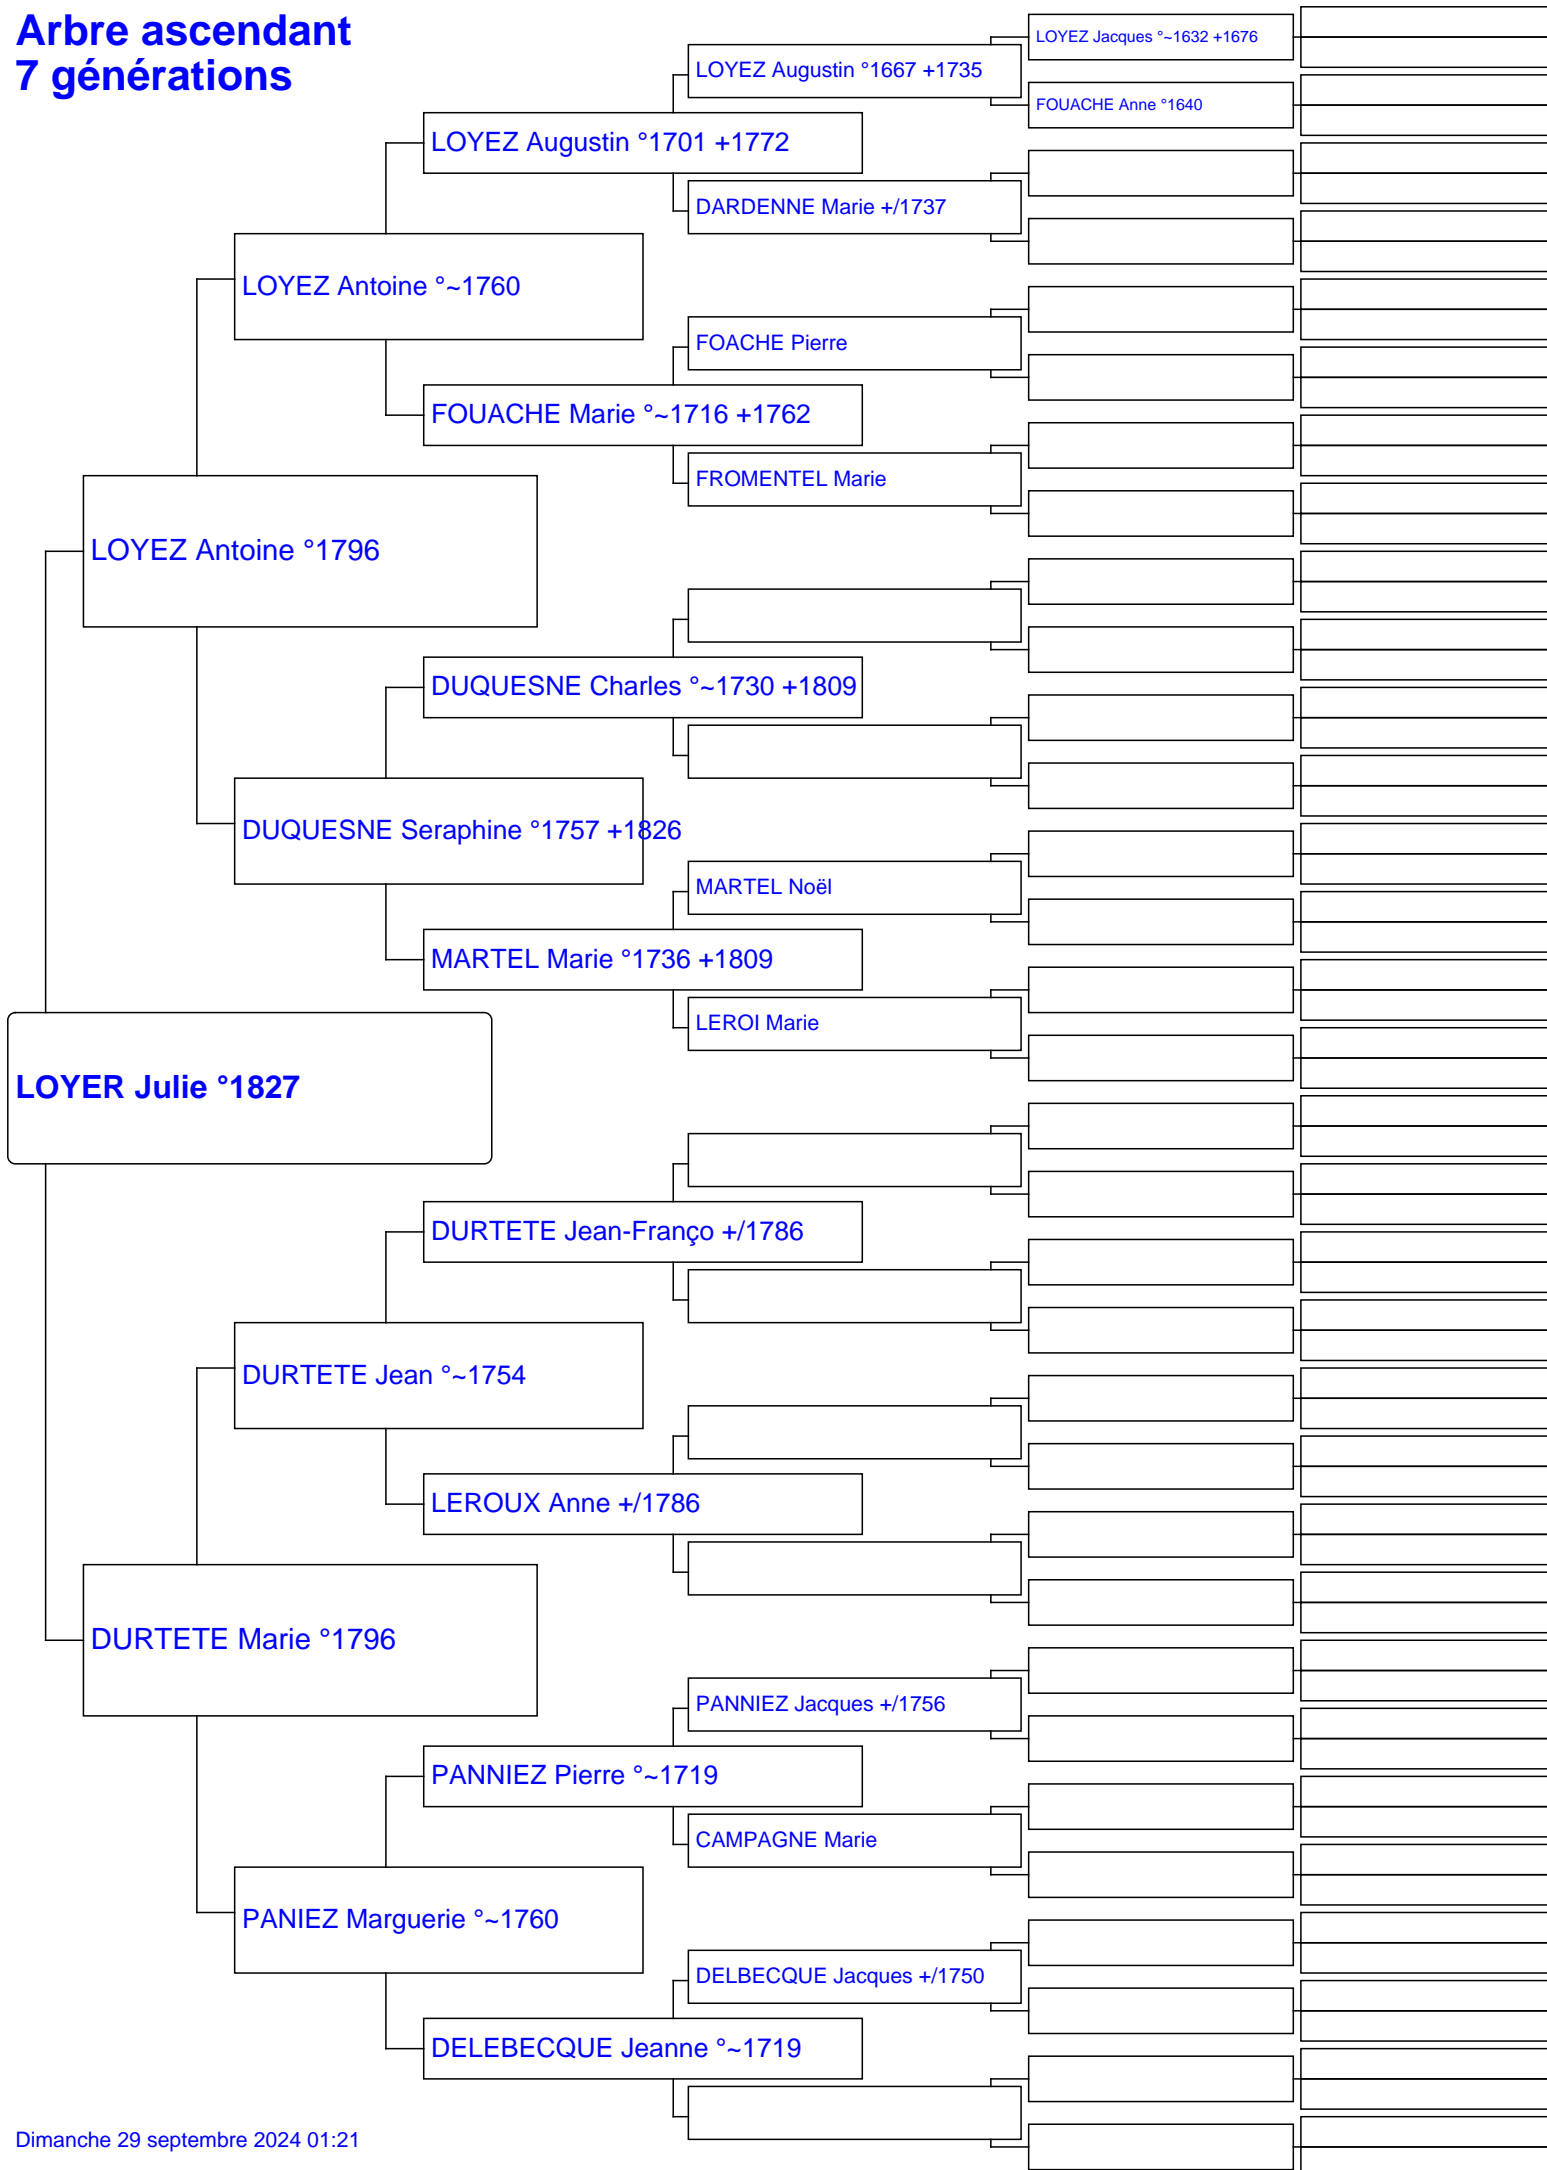 Arbre ascendant
7 générations
LOYEZ Jacques °~1632 +1676
LOYEZ Augustin °1667 +1735
FOUACHE Anne °1640
LOYEZ Augustin °1701 +1772
DARDENNE Marie +/1737
LOYEZ Antoine °~1760
FOACHE Pierre
FOUACHE Marie °~1716 +1762
FROMENTEL Marie
LOYEZ Antoine °1796
DUQUESNE Charles °~1730 +1809
DUQUESNE Seraphine °1757 +1826
MARTEL Noël
MARTEL Marie °1736 +1809
LEROI Marie
LOYER Julie °1827
DURTETE Jean-Franço +/1786
DURTETE Jean °~1754
LEROUX Anne +/1786
DURTETE Marie °1796
PANNIEZ Jacques +/1756
PANNIEZ Pierre °~1719
CAMPAGNE Marie
PANIEZ Marguerie °~1760
DELBECQUE Jacques +/1750
DELEBECQUE Jeanne °~1719
Dimanche 29 septembre 2024 01:21